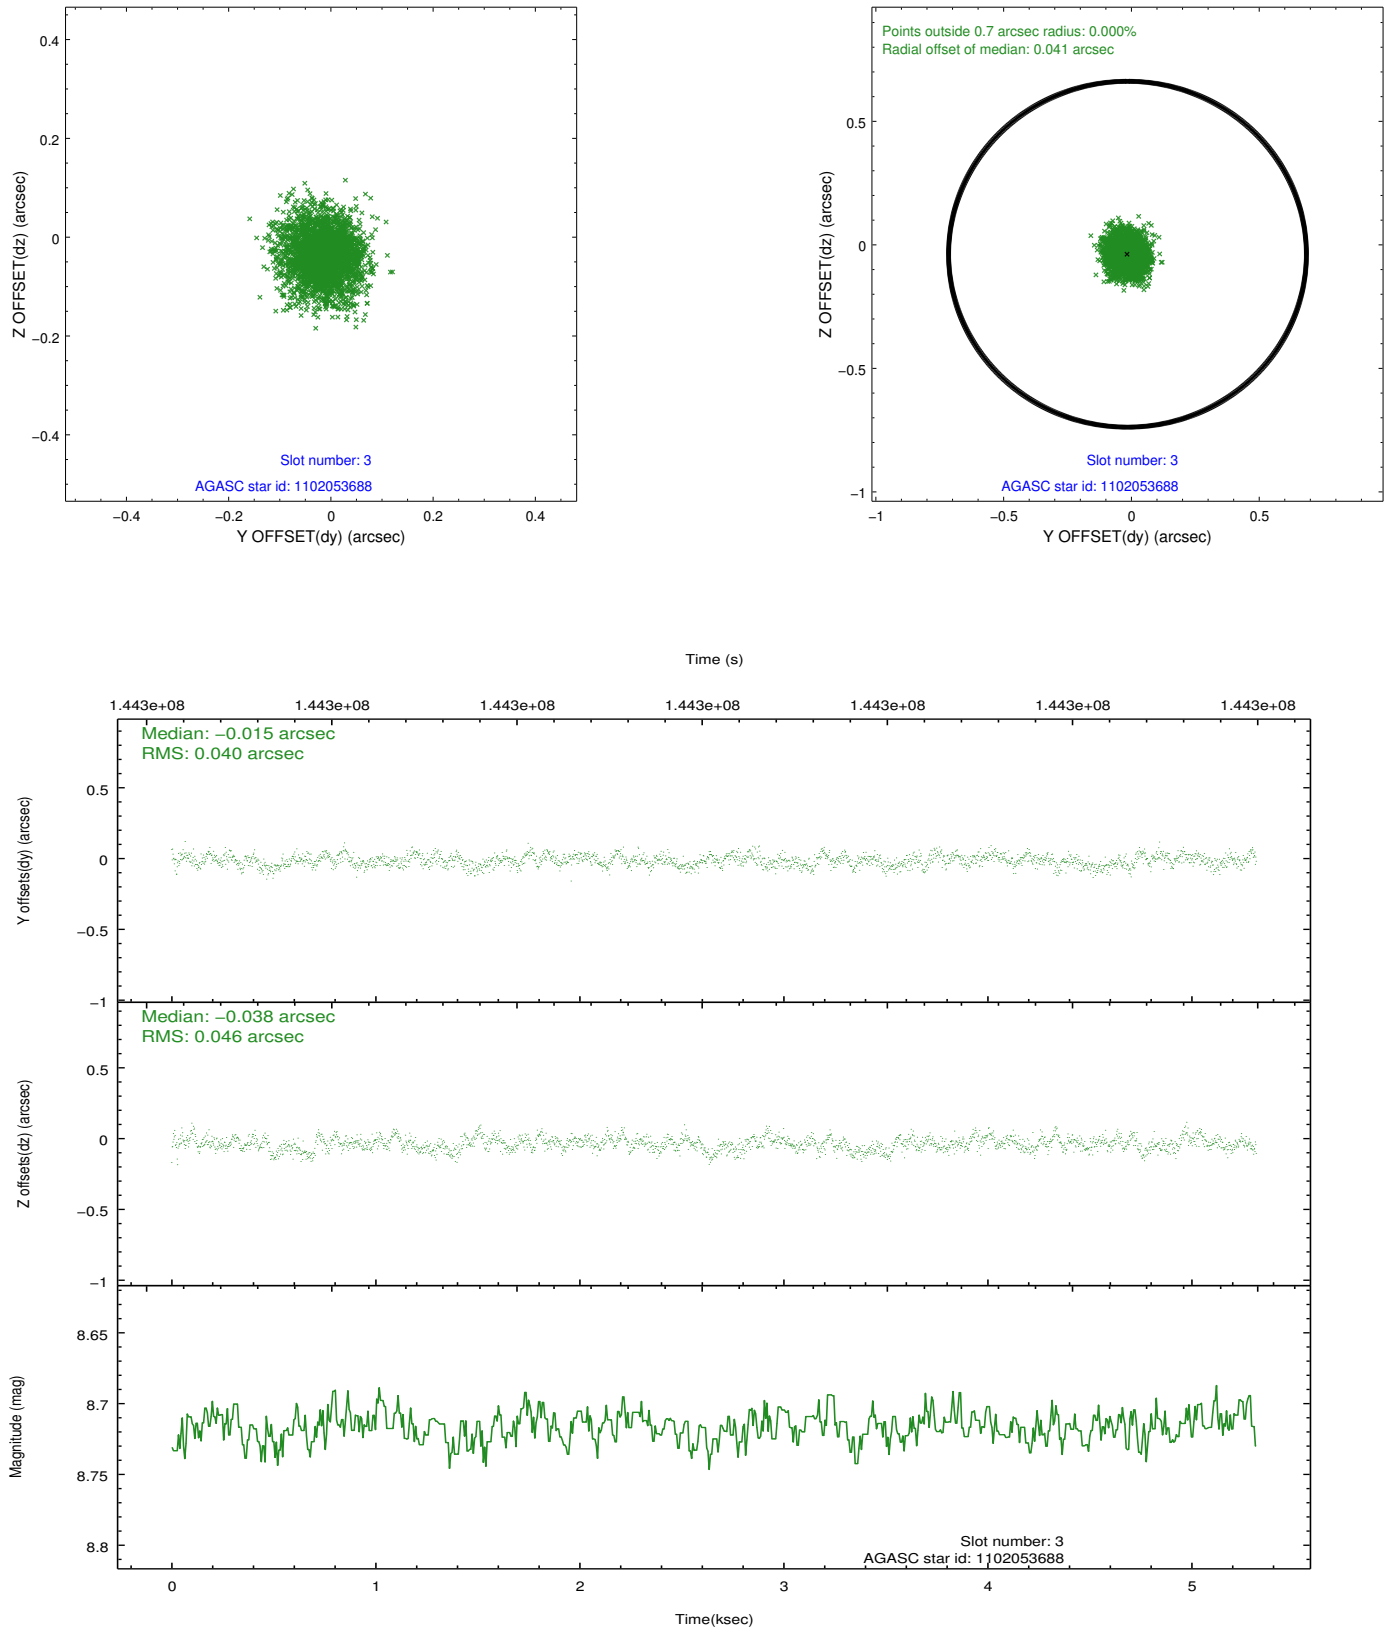 0.4
0.2
0
−0.2
−0.4
Z OFFSET(dz) (arcsec)
Slot number: 3
AGASC star id: 1102053688
−0.4
−0.2
0
0.2
0.4
Y OFFSET(dy) (arcsec)
Points outside 0.7 arcsec radius: 0.000%
Radial offset of median: 0.041 arcsec
0.5
0
−0.5
−1
Z OFFSET(dz) (arcsec)
Slot number: 3
AGASC star id: 1102053688
−1
−0.5
0
0.5
Y OFFSET(dy) (arcsec)
Time (s)
1.443e+08 1.443e+08 1.443e+08 1.443e+08 1.443e+08 1.443e+08 1.443e+08
Median: −0.015 arcsec
RMS: 0.040 arcsec
0.5
0
−0.5
−1
Y offsets(dy) (arcsec)
Median: −0.038 arcsec
RMS: 0.046 arcsec
0.5
0
−0.5
−1
Z offsets(dz) (arcsec)
8.65
8.7
8.75
8.8
Magnitude (mag)
Slot number: 3
AGASC star id: 1102053688
0 1 2 3 4 5
Time(ksec)